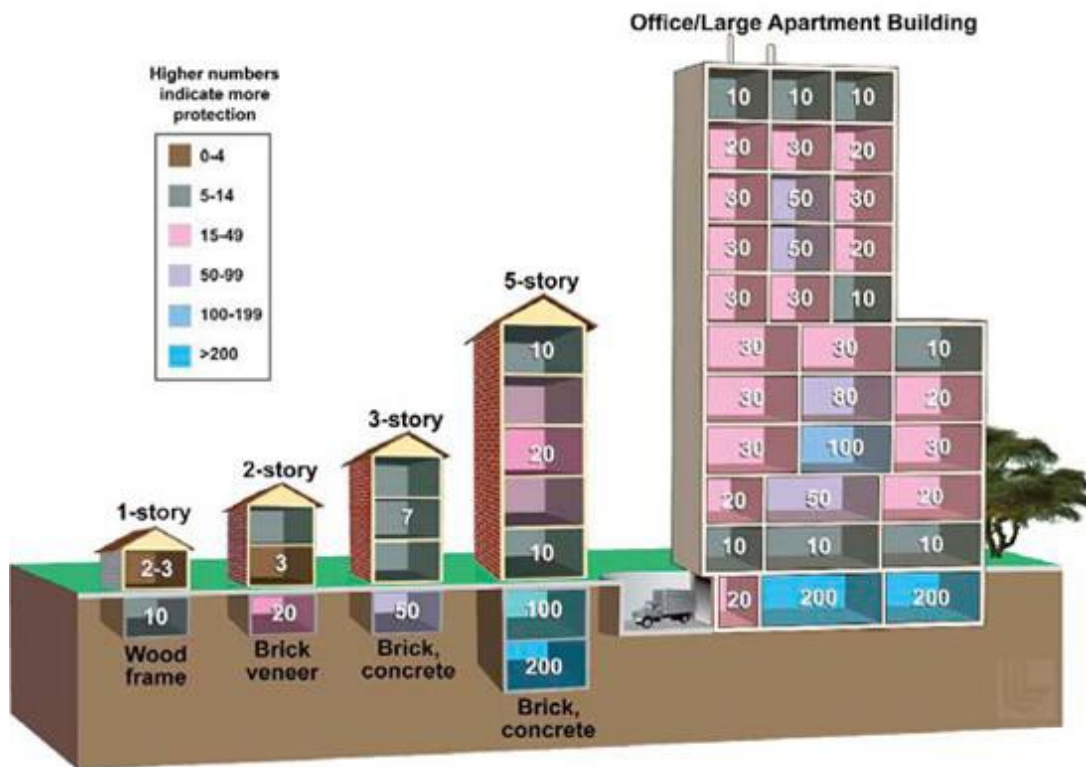 Office/Large Apartment Building
Higher numbers
indicate more
protection
0-4
5-14
15-49
50-99
100-199
>200
1-story
2-3
10
Wood
frame
2-story
3
20
Brick
veneer
3-story
7
50
Brick,
concrete
5-story
10
20
10
100
200
Brick,
concrete
10 10 10
20 30 20
30 50 30
30 50 20
30 30 10
30 30 10
30 80 20
30 100 30
20 50 20
10 10 10
20 200 200